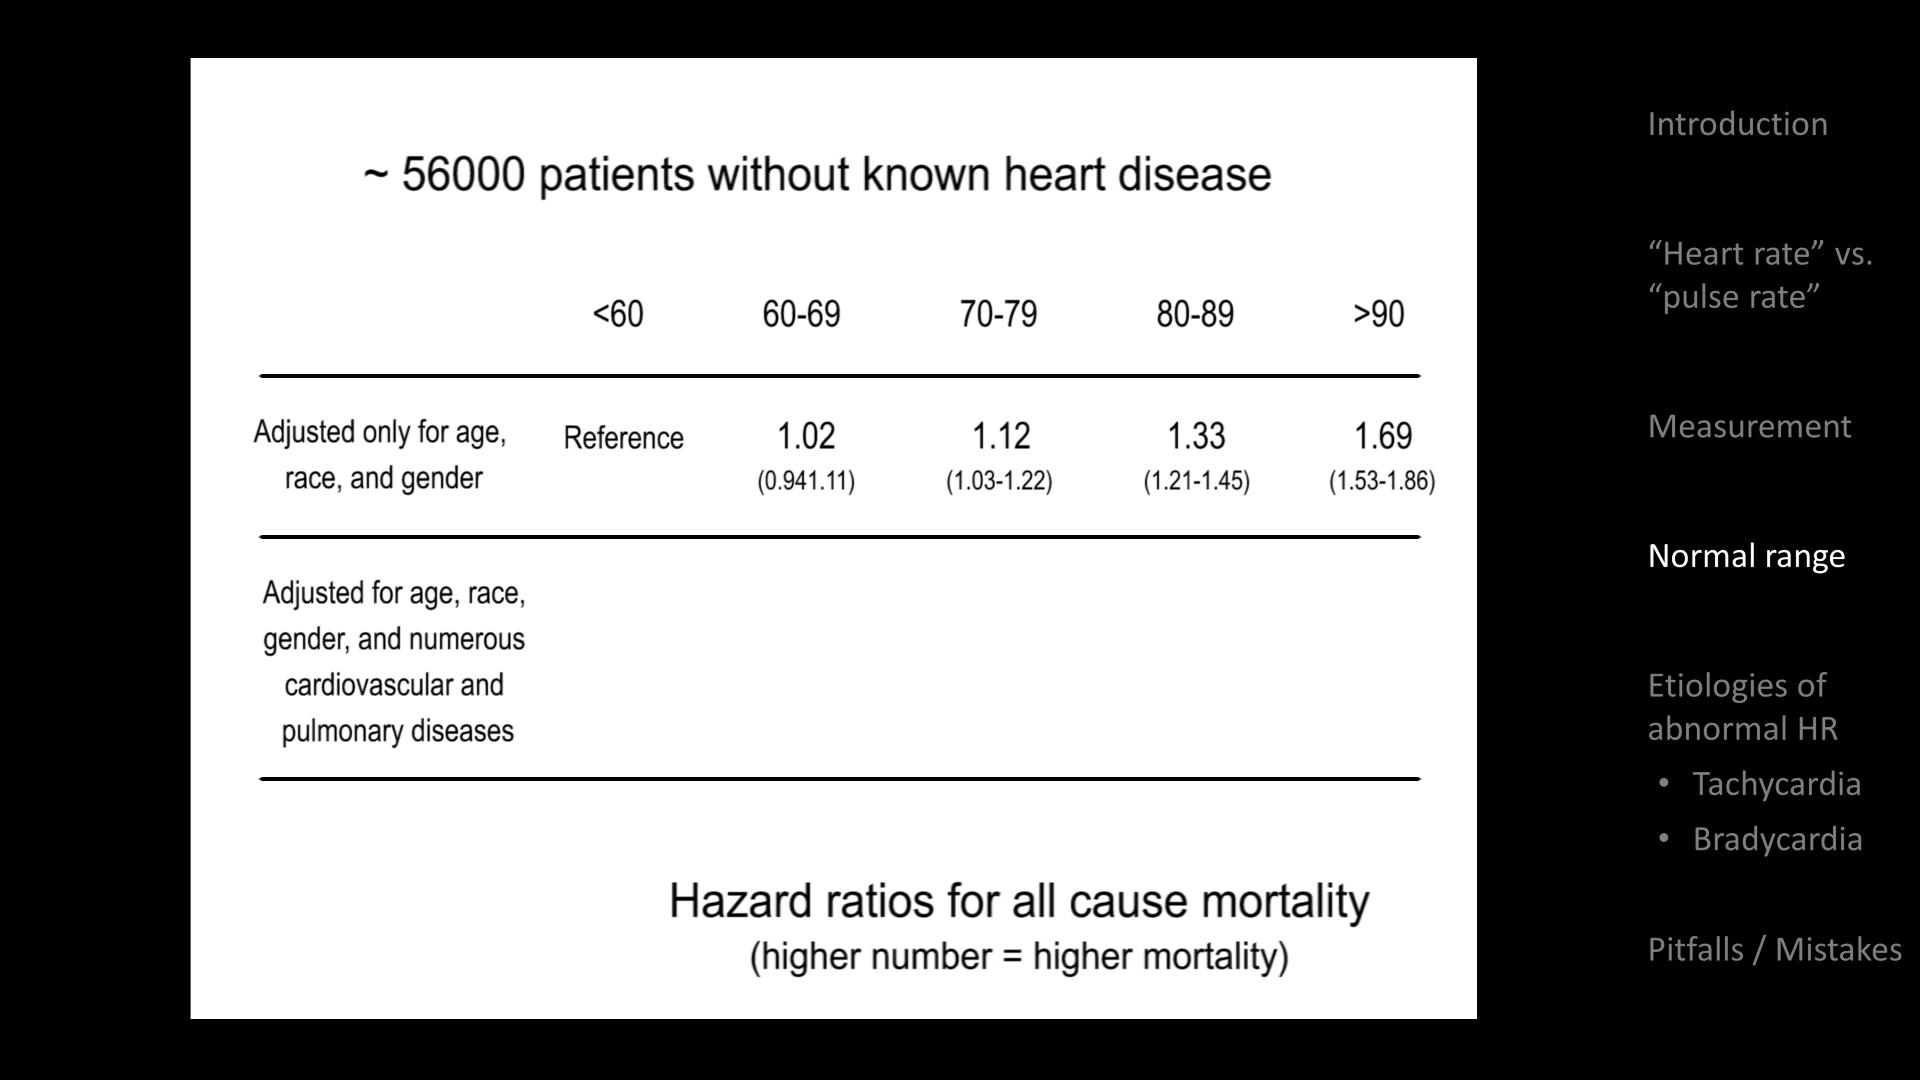 ~ 56000 patients without known heart disease
<60 60-69 70-79 80-89 >90
Adjusted only for age,
race, and gender
Reference 1.02 1.12 1.33 1.69
(0.941.11) (1.03-1.22) (1.21-1.45) (1.53-1.86)
Adjusted for age, race,
gender, and numerous
cardiovascular and
pulmonary diseases
Hazard ratios for all cause mortality
(higher number = higher mortality)
Introduction
“Heart rate” vs.
“pulse rate”
Measurement
Normal range
Etiologies of
abnormal HR
• Tachycardia
• Bradycardia
Pitfalls / Mistakes